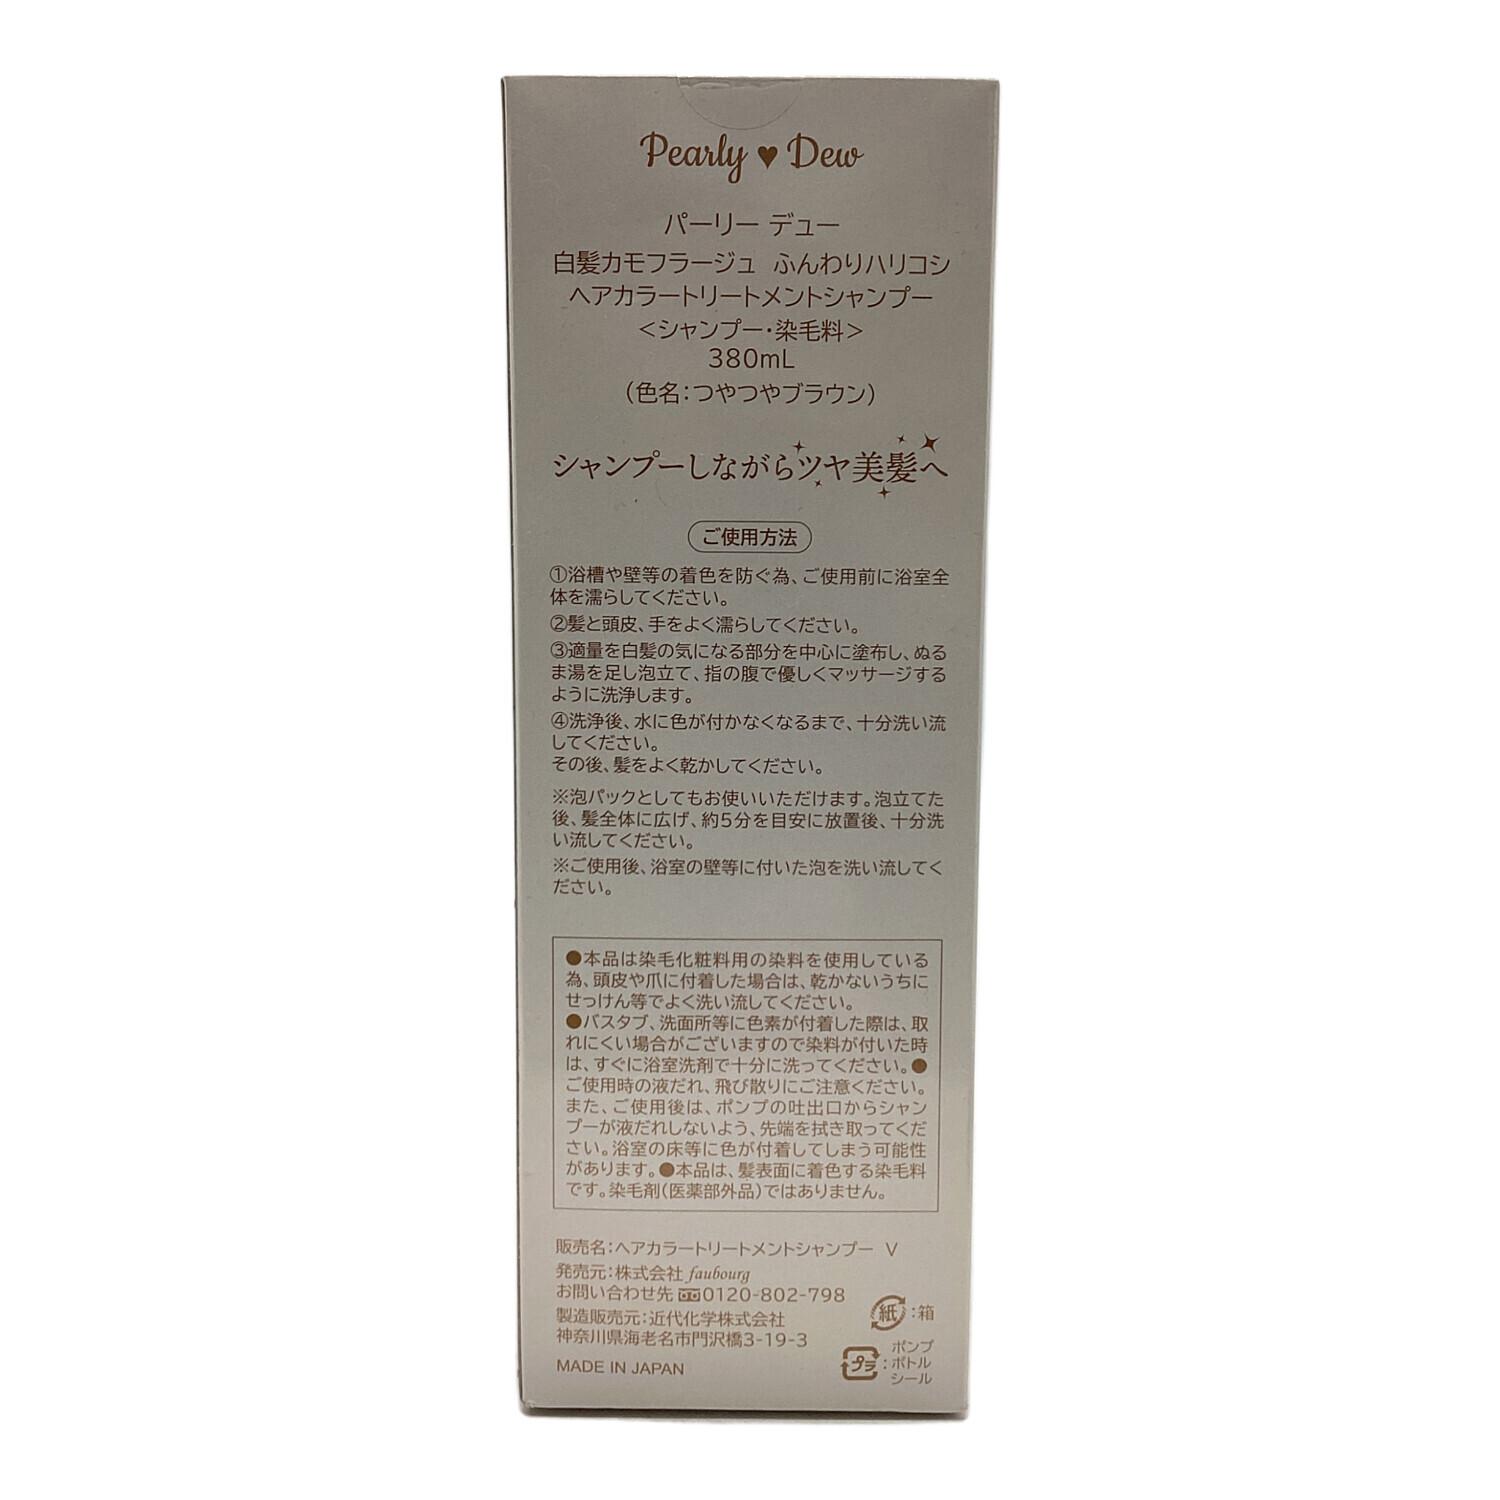 Pearly ♥ Dew
パーリー デュー
白髪カモフラージュ ふんわりハリコシ
ヘアカラートリートメントシャンプー
＜シャンプー・染毛料＞
380mL
（色名：つやつやブラウン）
シャンプーしながらツヤ美髪へ
ご使用方法
①浴槽や壁等の着色を防ぐ為、ご使用前に浴室全
体を濡らしてください。
②髪と頭皮、手をよく濡らしてください。
③適量を白髪の気になる部分を中心に塗布し、ぬる
ま湯を足し泡立て、指の腹で優しくマッサージする
ように洗浄します。
④洗浄後、水に色が付かなくなるまで、十分洗い流
してください。
その後、髪をよく乾かしてください。
※泡パックとしてもお使いいただけます。泡立てた
後、髪全体に広げ、約5分を目安に放置後、十分洗
い流してください。
※ご使用後、浴室の壁等に付いた泡を洗い流してく
ださい。
●本品は染毛化粧料用の染料を使用している
為、頭皮や爪に付着した場合は、乾かないうちに
せっけん等でよく洗い流してください。
●バスタブ、洗面所等に色素が付着した際は、取
れにくい場合がございますので染料が付いた時
は、すぐに浴室洗剤で十分に洗ってください。●
ご使用時の液だれ、飛び散りにご注意ください。
また、ご使用後は、ポンプの吐出口からシャン
プーが液だれしないよう、先端を拭き取ってくだ
さい。浴室の床等に色が付着してしまう可能性
があります。●本品は、髪表面に着色する染毛料
です。染毛剤（医薬部外品）ではありません。
販売名：ヘアカラートリートメントシャンプー V
発売元：株式会社 faubourg
お問い合わせ先 0120-802-798
製造販売元：近代化学株式会社
神奈川県海老名市門沢橋3-19-3
MADE IN JAPAN
紙：箱
プラ：ポンプ
ボトル
シール